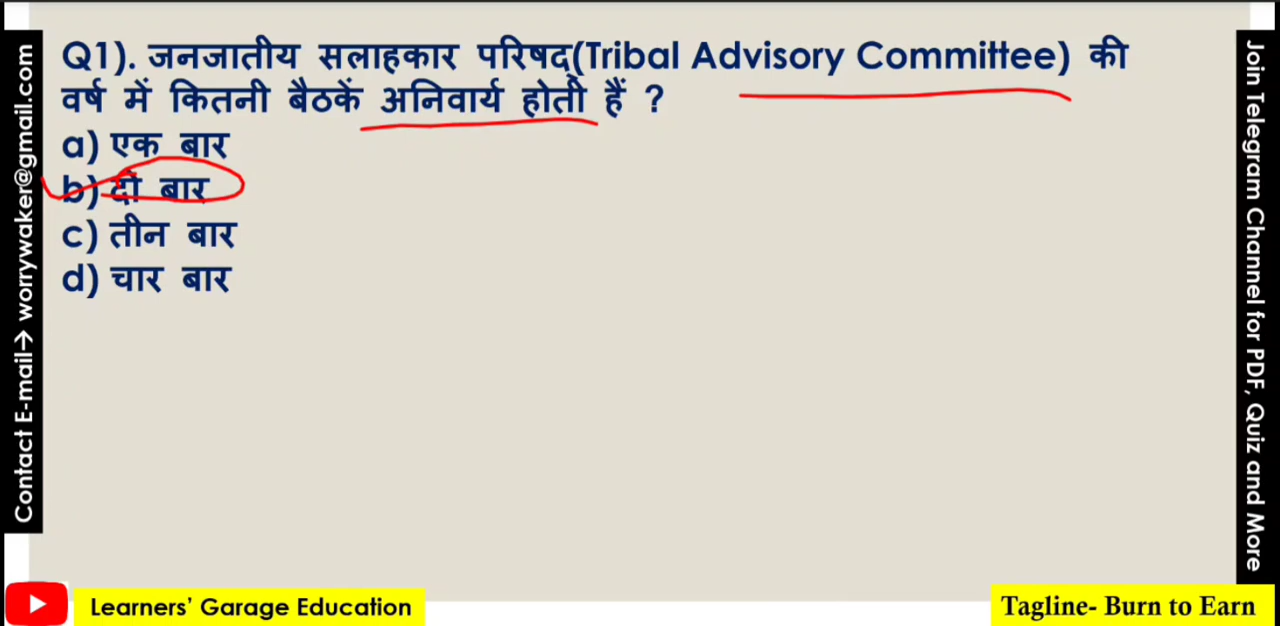 Q1). जनजातीय सलाहकार परिषद्(Tribal Advisory Committee) की
वर्ष में कितनी बैठकें अनिवार्य होती हैं ?
a) एक बार
b) दो बार
c) तीन बार
d) चार बार
Contact E-mail→ worrywaker@gmail.com
Join Telegram Channel for PDF, Quiz and More
Learners’ Garage Education
Tagline- Burn to Earn